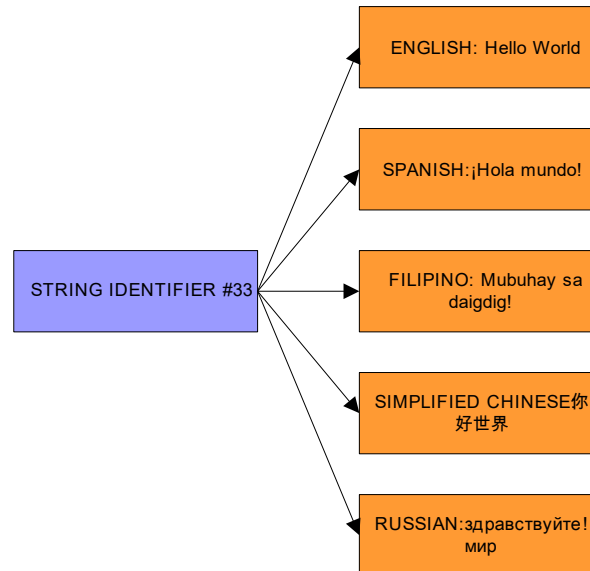 ENGLISH: Hello World
SPANISH:¡Hola mundo!
STRING IDENTIFIER #33
FILIPINO: Mubuhay sa
daigdig!
SIMPLIFIED CHINESE你
好世界
RUSSIAN:здравствуйте!
мир